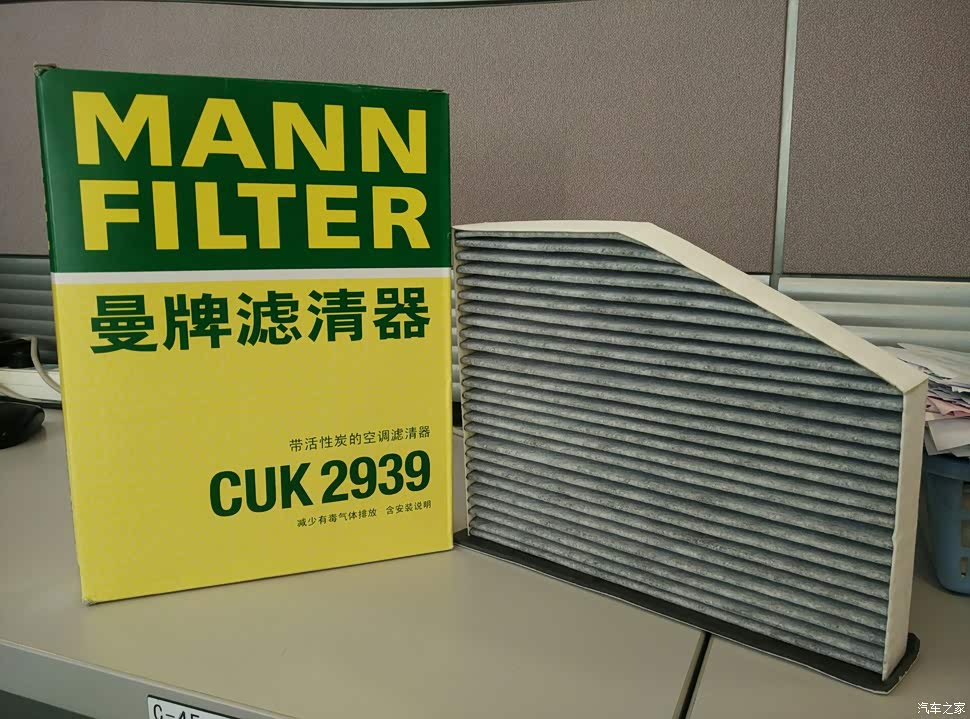 MANN
FILTER
曼牌滤清器
带活性炭的空调滤清器
CUK 2939
减少有毒气体排放 含安装说明
汽车之家